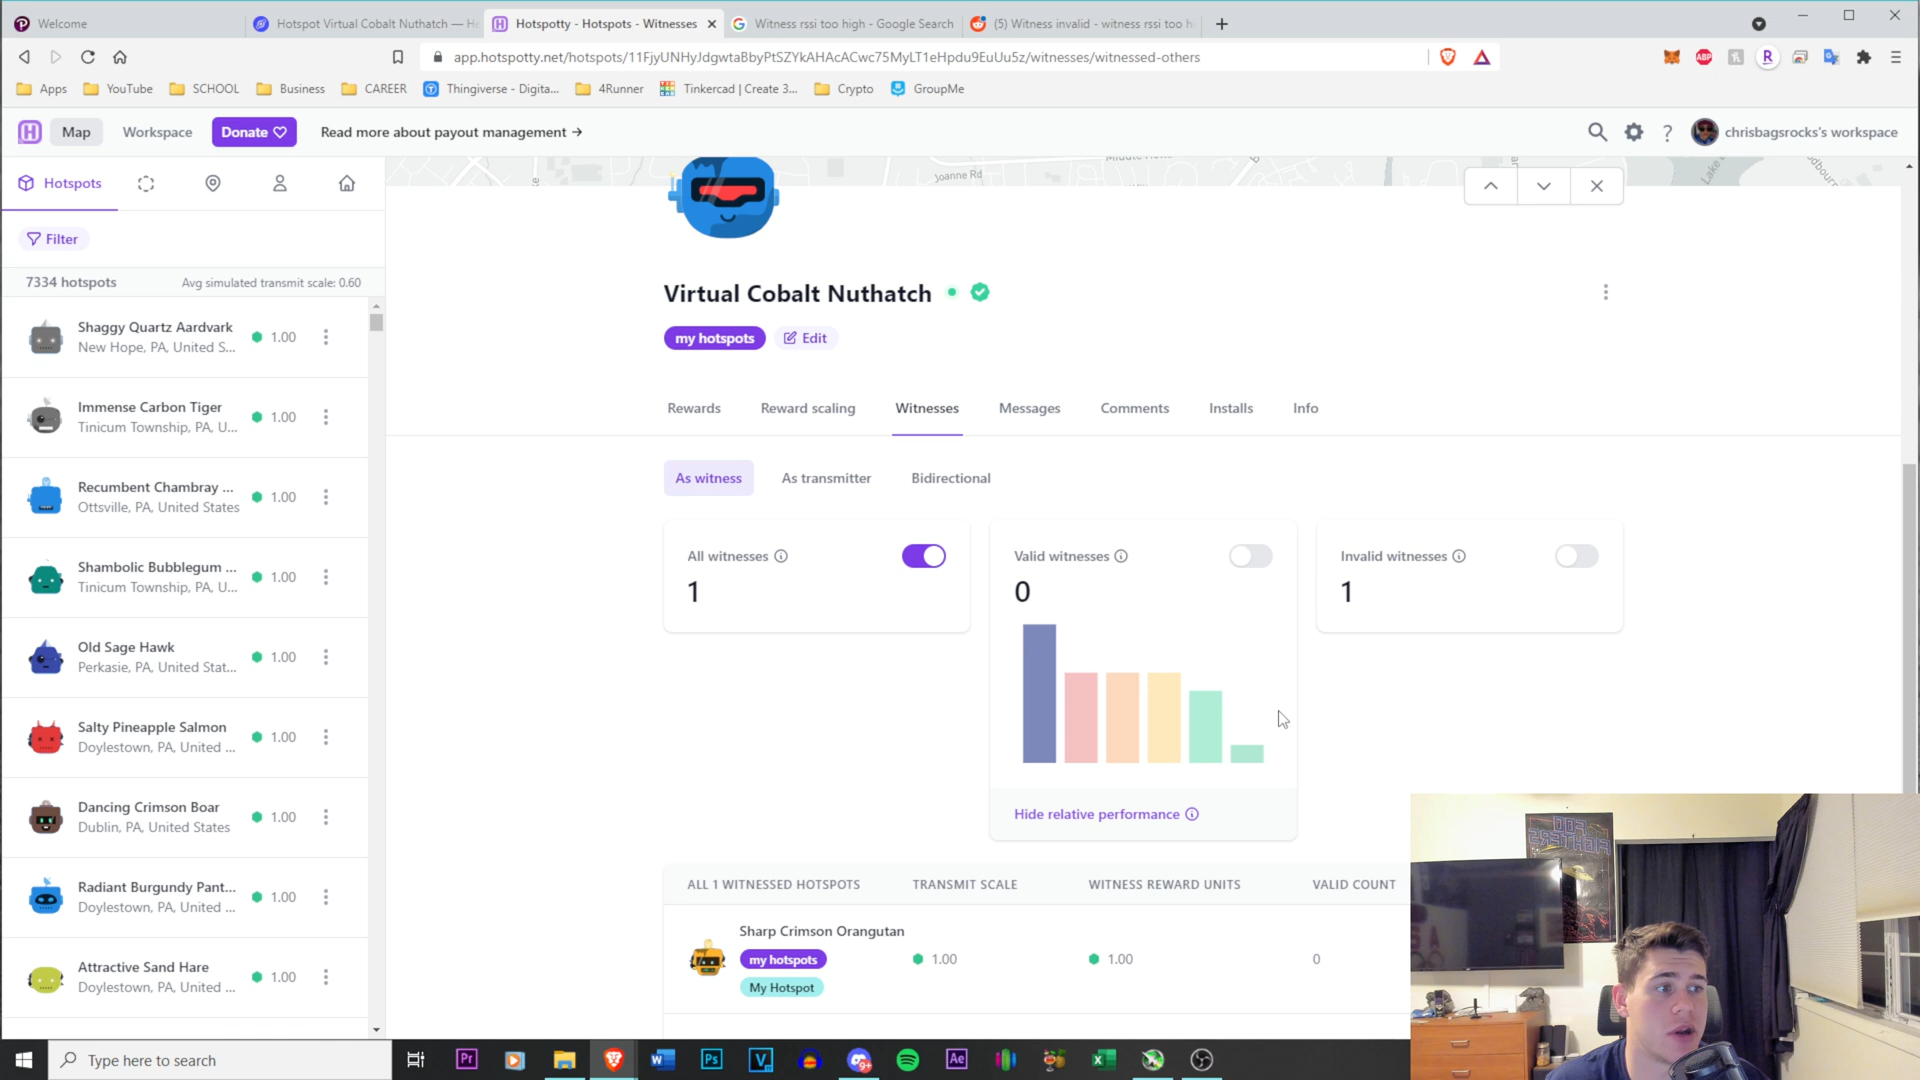 Welcome
Hotspot Virtual Cobalt Nuthatch — He
Hotspotty - Hotspots - Witnesses
Witness rssi too high - Google Search
(5) Witness invalid - witness rssi too h
app.hotspotty.net/hotspots/11FjyUNHyJdgwtaBbyPtSZYkAHAcACwc75MyLT1eHpdu9EuUu5z/witnesses/witnessed-others
Apps
YouTube
SCHOOL
Business
CAREER
Thingiverse - Digita...
4Runner
Tinkercad | Create 3...
Crypto
GroupMe
Map
Workspace
Donate
Read more about payout management →
chrisbagsrocks's workspace
Hotspots
Filter
7334 hotspots
Avg simulated transmit scale: 0.60
Shaggy Quartz Aardvark
New Hope, PA, United S...
1.00
Immense Carbon Tiger
Tinicum Township, PA, U...
1.00
Recumbent Chambray ...
Ottsville, PA, United States
1.00
Shambolic Bubblegum ...
Tinicum Township, PA, U...
1.00
Old Sage Hawk
Perkasie, PA, United Stat...
1.00
Salty Pineapple Salmon
Doylestown, PA, United ...
1.00
Dancing Crimson Boar
Dublin, PA, United States
1.00
Radiant Burgundy Pant...
Doylestown, PA, United ...
1.00
Attractive Sand Hare
Doylestown, PA, United ...
1.00
Joanne Rd
Virtual Cobalt Nuthatch
my hotspots
Edit
Rewards
Reward scaling
Witnesses
Messages
Comments
Installs
Info
As witness
As transmitter
Bidirectional
All witnesses
1
Valid witnesses
0
Invalid witnesses
1
Hide relative performance
ALL 1 WITNESSED HOTSPOTS
TRANSMIT SCALE
WITNESS REWARD UNITS
VALID COUNT
Sharp Crimson Orangutan
my hotspots
My Hotspot
1.00
1.00
0
FOO
FIGHTERS
Type here to search